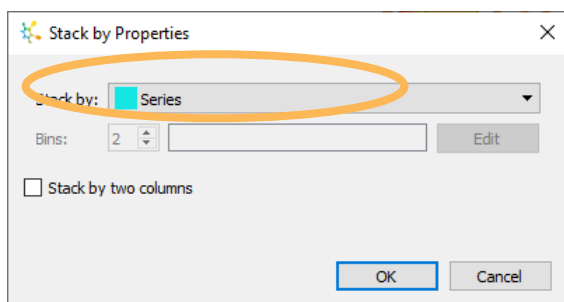 Stack by Properties
Stack by: Series
Bins: 2 Edit
Stack by two columns
OK Cancel